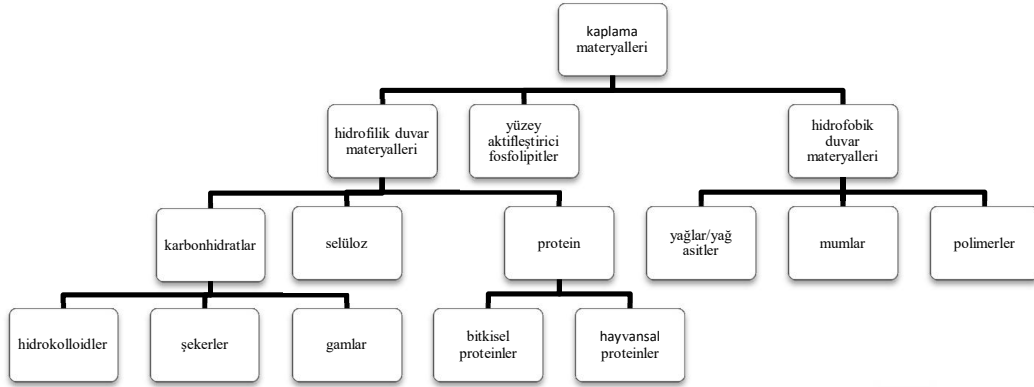 kaplama
materyalleri
hidrofilik duvar
materyalleri
yüzey
aktifleştirici
fosfolipitler
hidrofobik
duvar
materyalleri
karbonhidratlar
selüloz
protein
yağlar/yağ
asitler
mumlar
polimerler
hidrokolloidler
şekerler
gamlar
bitkisel
proteinler
hayvansal
proteinler